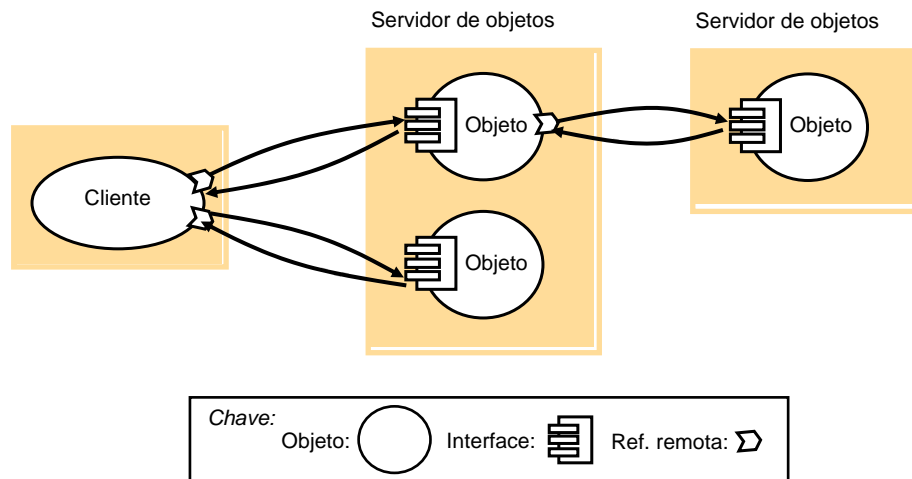 Servidor de objetos
Servidor de objetos
Objeto
Objeto
Cliente
Objeto
Chave:
Objeto:
Interface:
Ref. remota: